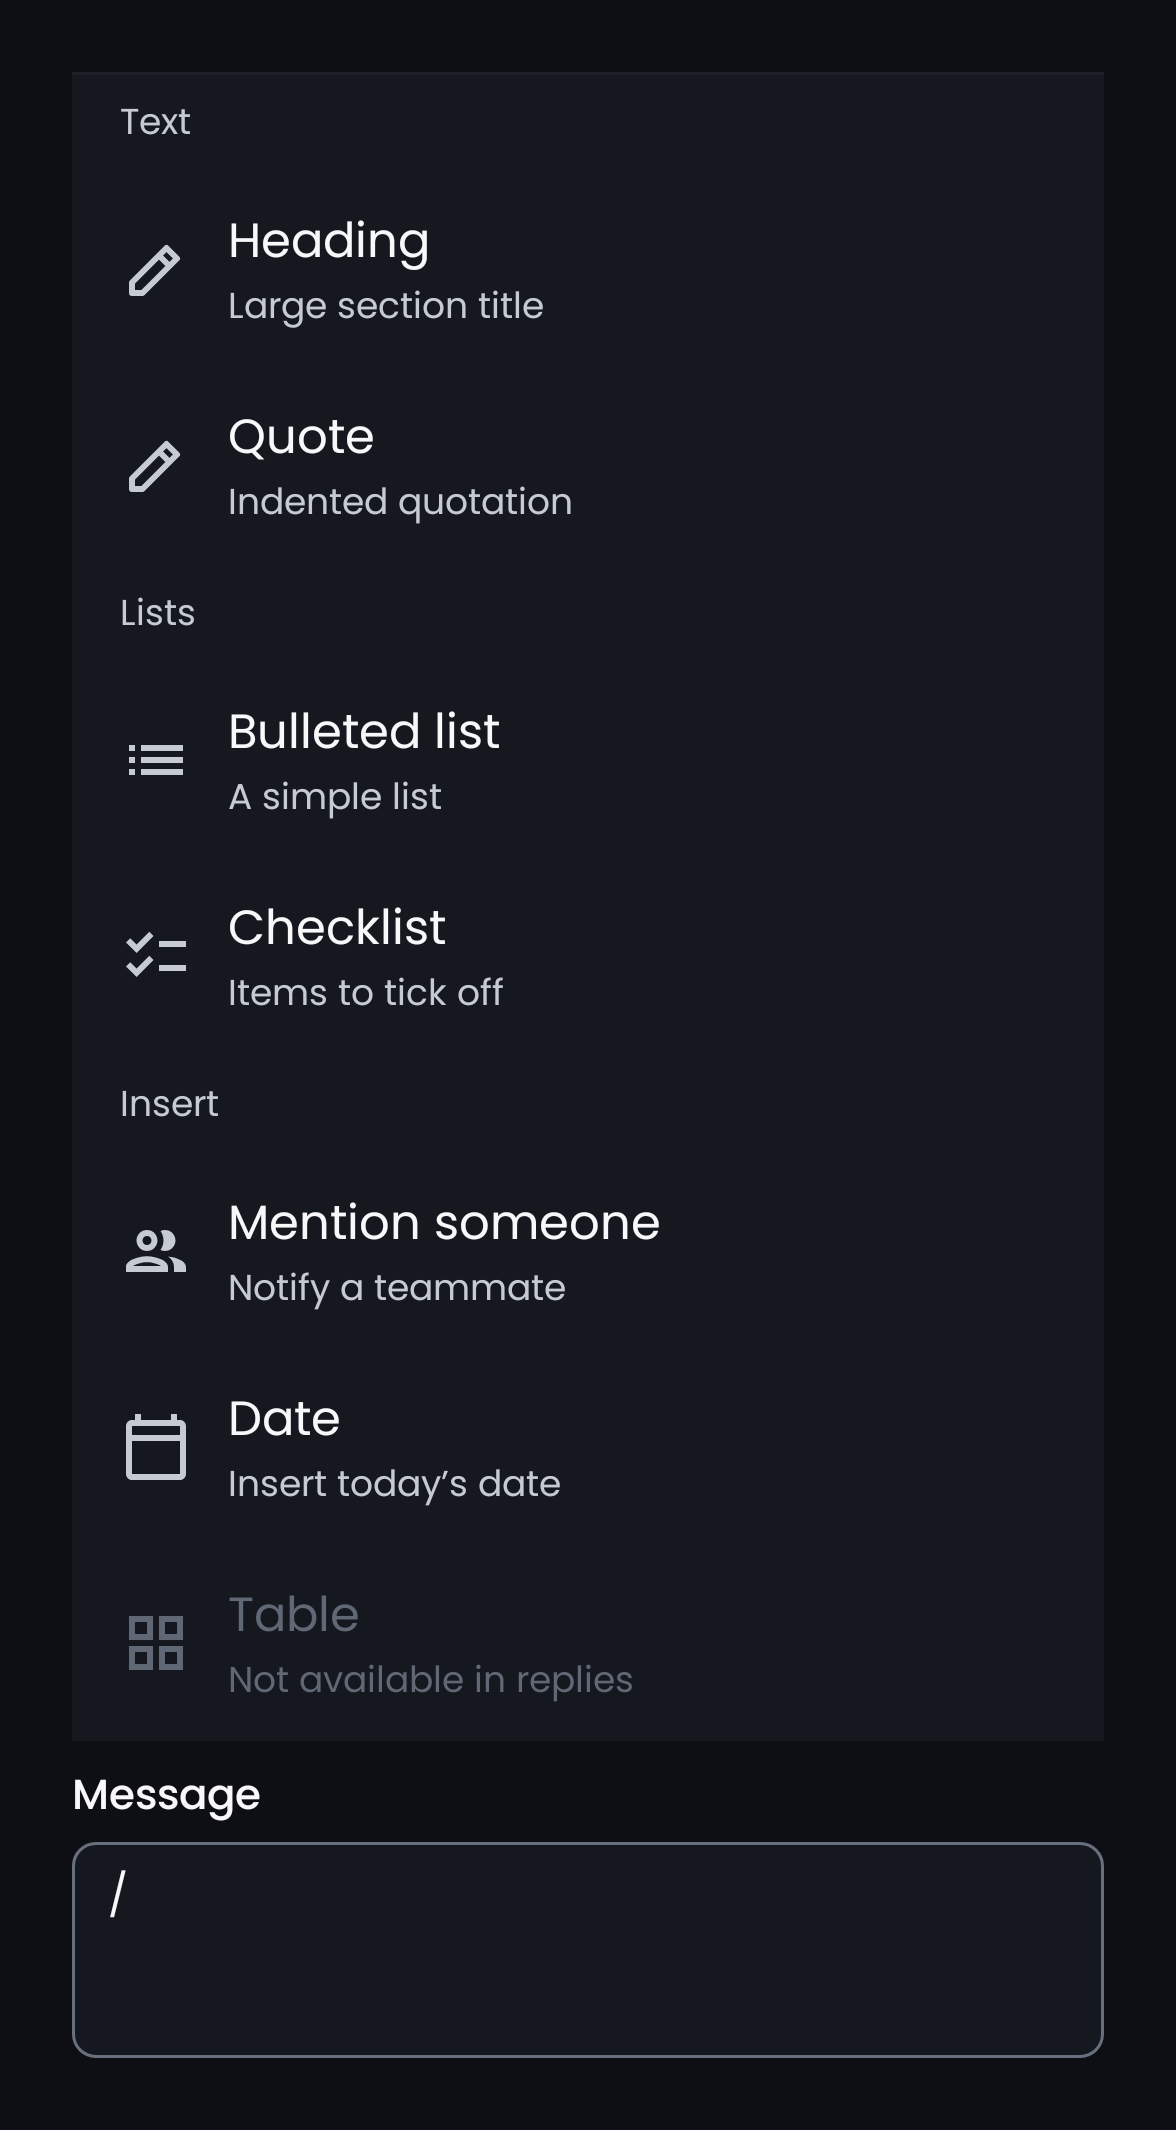 Text
Heading
Large section title
Quote
Indented quotation
Lists
Bulleted list
A simple list
Checklist
Items to tick off
Insert
Mention someone
Notify a teammate
Date
Insert today’s date
Table
Not available in replies
Message
/